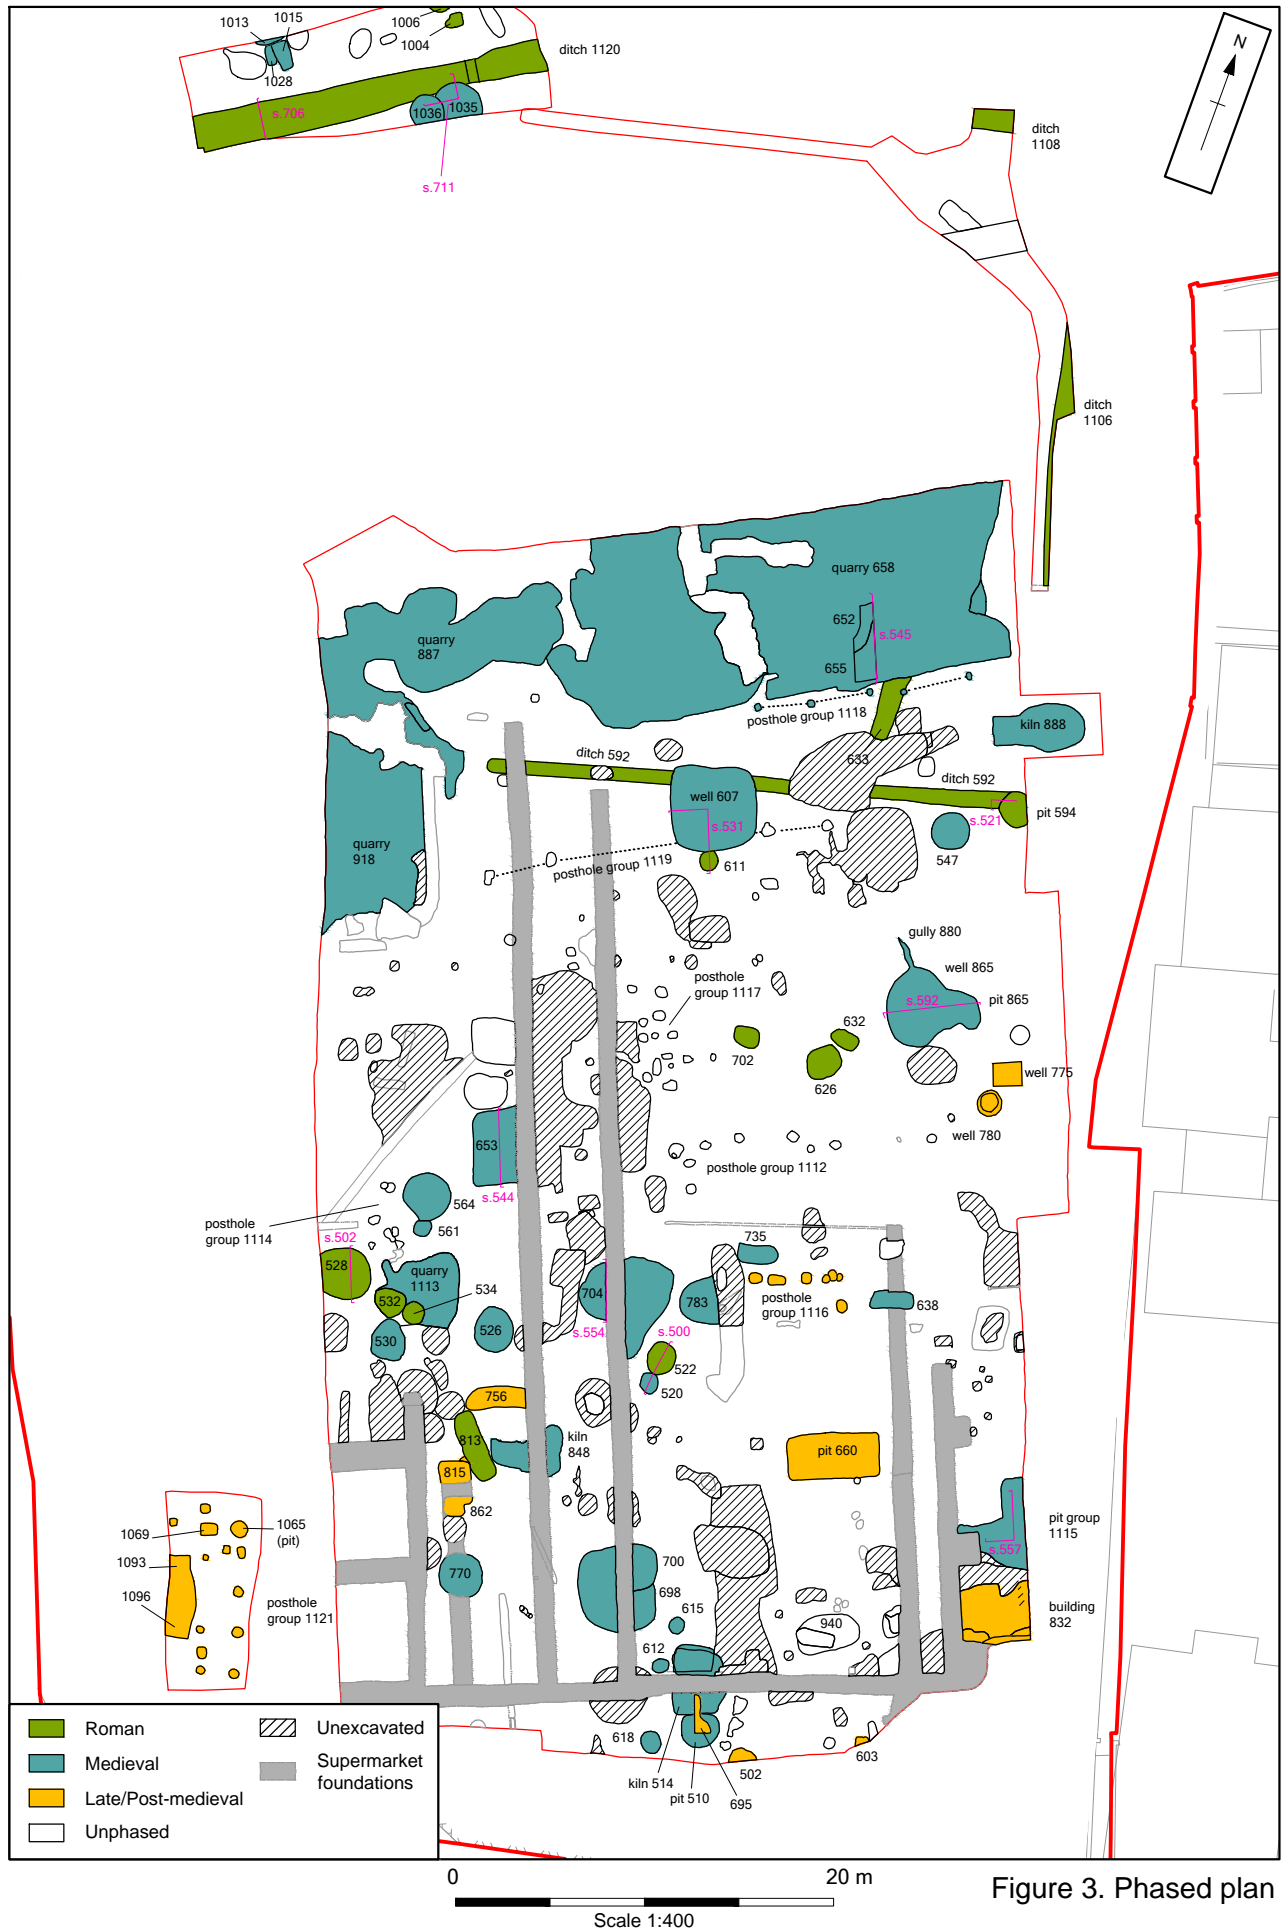 1013
1015
1028
1006
1004
ditch 1120
s.706
1036
1035
s.711
N
ditch
1108
ditch
1106
quarry 658
652
s.545
655
quarry
887
posthole group 1118
kiln 888
ditch 592
633
well 607
ditch 592
s.521
pit 594
s.531
547
quarry
918
posthole group 1119
611
gully 880
well 865
s.592
pit 865
posthole
group 1117
632
702
626
well 775
well 780
653
s.544
posthole group 1112
564
561
posthole
group 1114
s.502
528
quarry
1113
534
532
530
526
704
s.554
783
735
posthole
group 1116
638
s.500
522
520
756
813
kiln
848
815
862
pit 660
pit group
1115
s.557
1069
1065
(pit)
1093
1096
posthole
group 1121
770
700
698
615
612
940
building
832
618
kiln 514
pit 510
695
502
603
Roman
Medieval
Late/Post-medieval
Unphased
Unexcavated
Supermarket
foundations
0
20 m
Scale 1:400
Figure 3. Phased plan